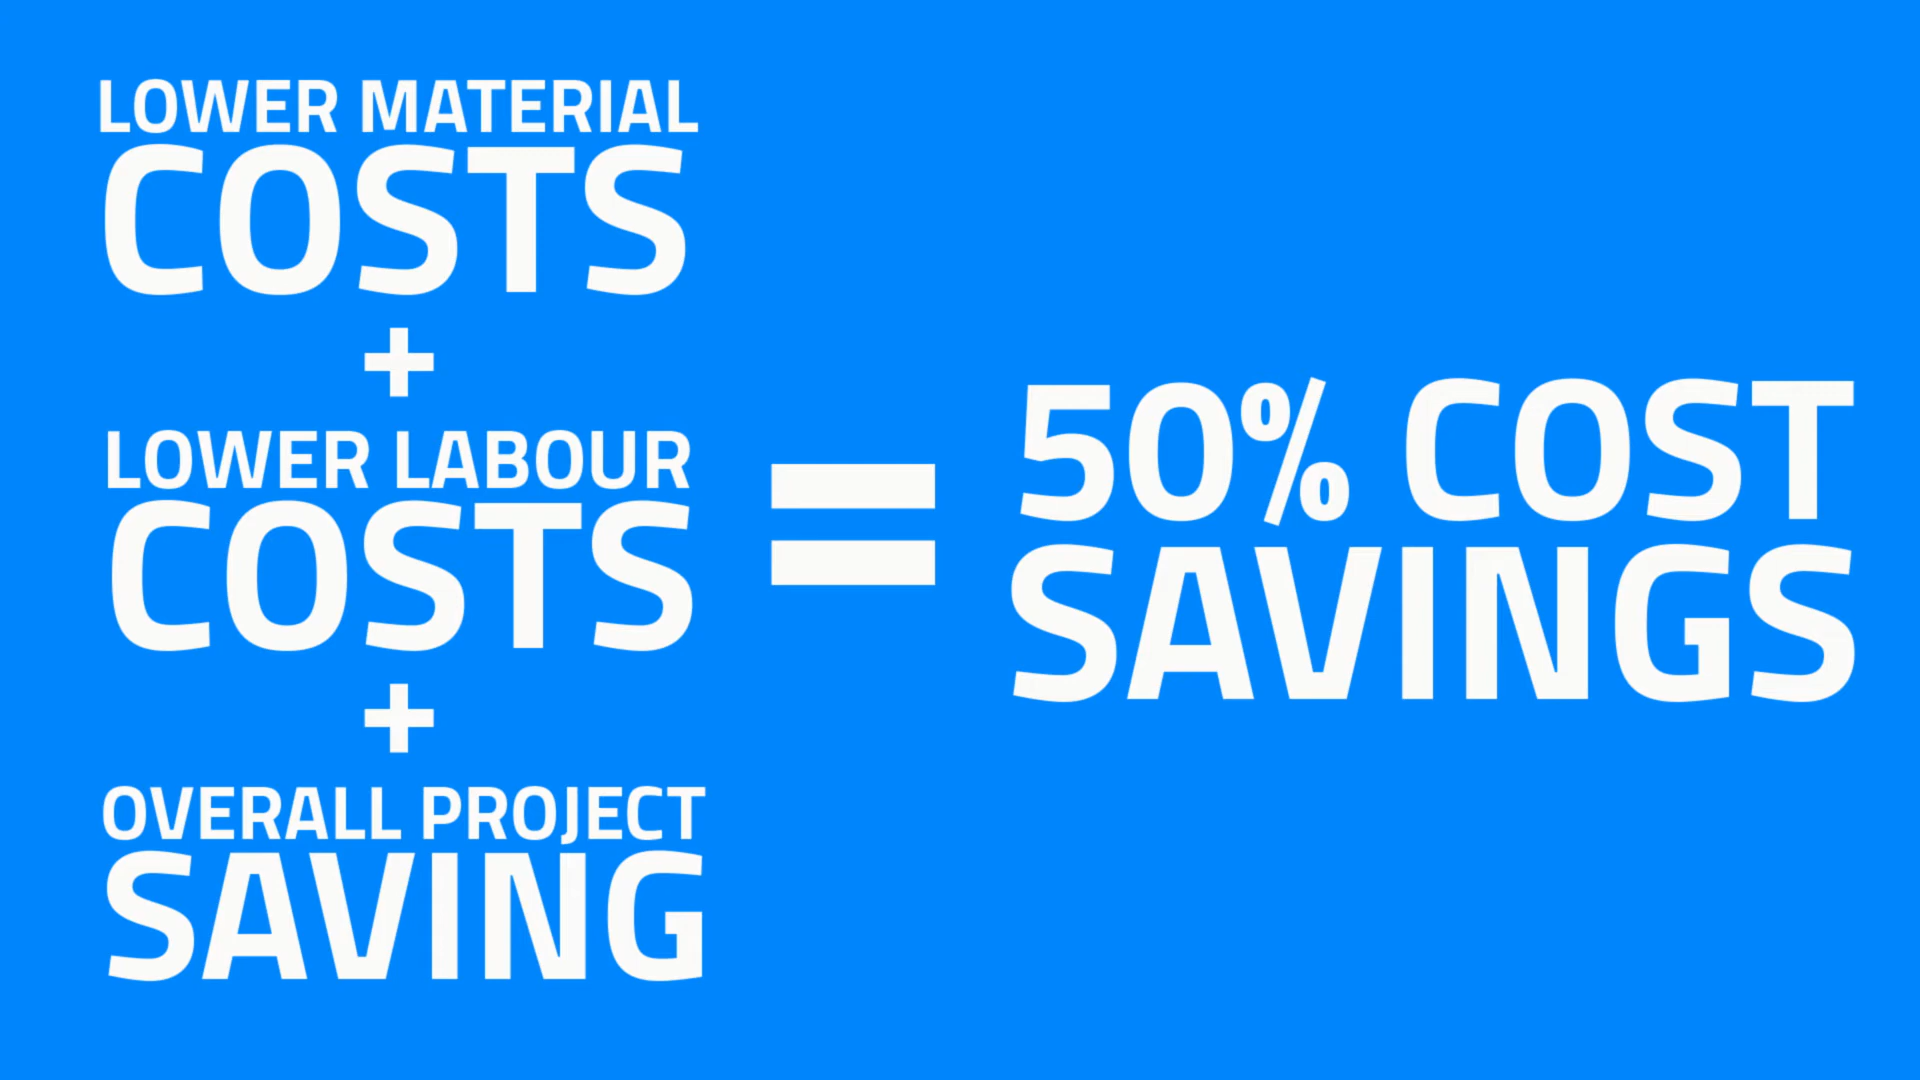 LOWER MATERIAL
COSTS
+
LOWER LABOUR
COSTS
+
OVERALL PROJECT
SAVING
=
50% COST
SAVINGS